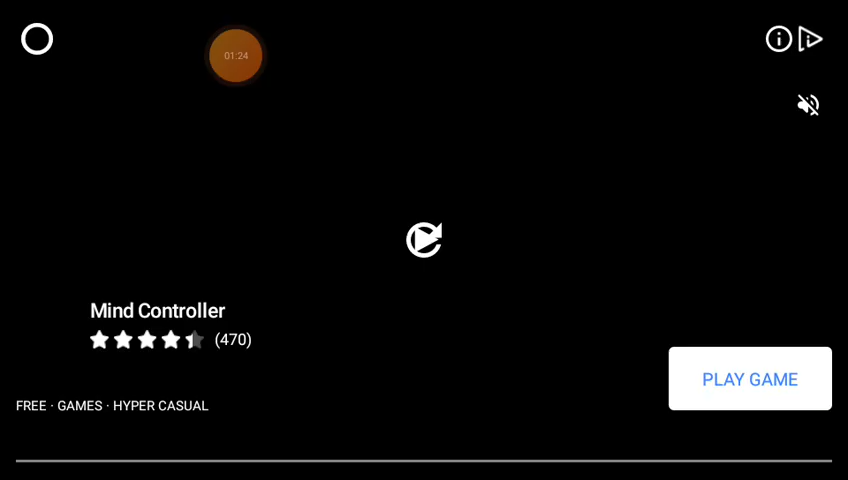 01:24
Mind Controller
(470)
PLAY GAME
FREE · GAMES · HYPER CASUAL